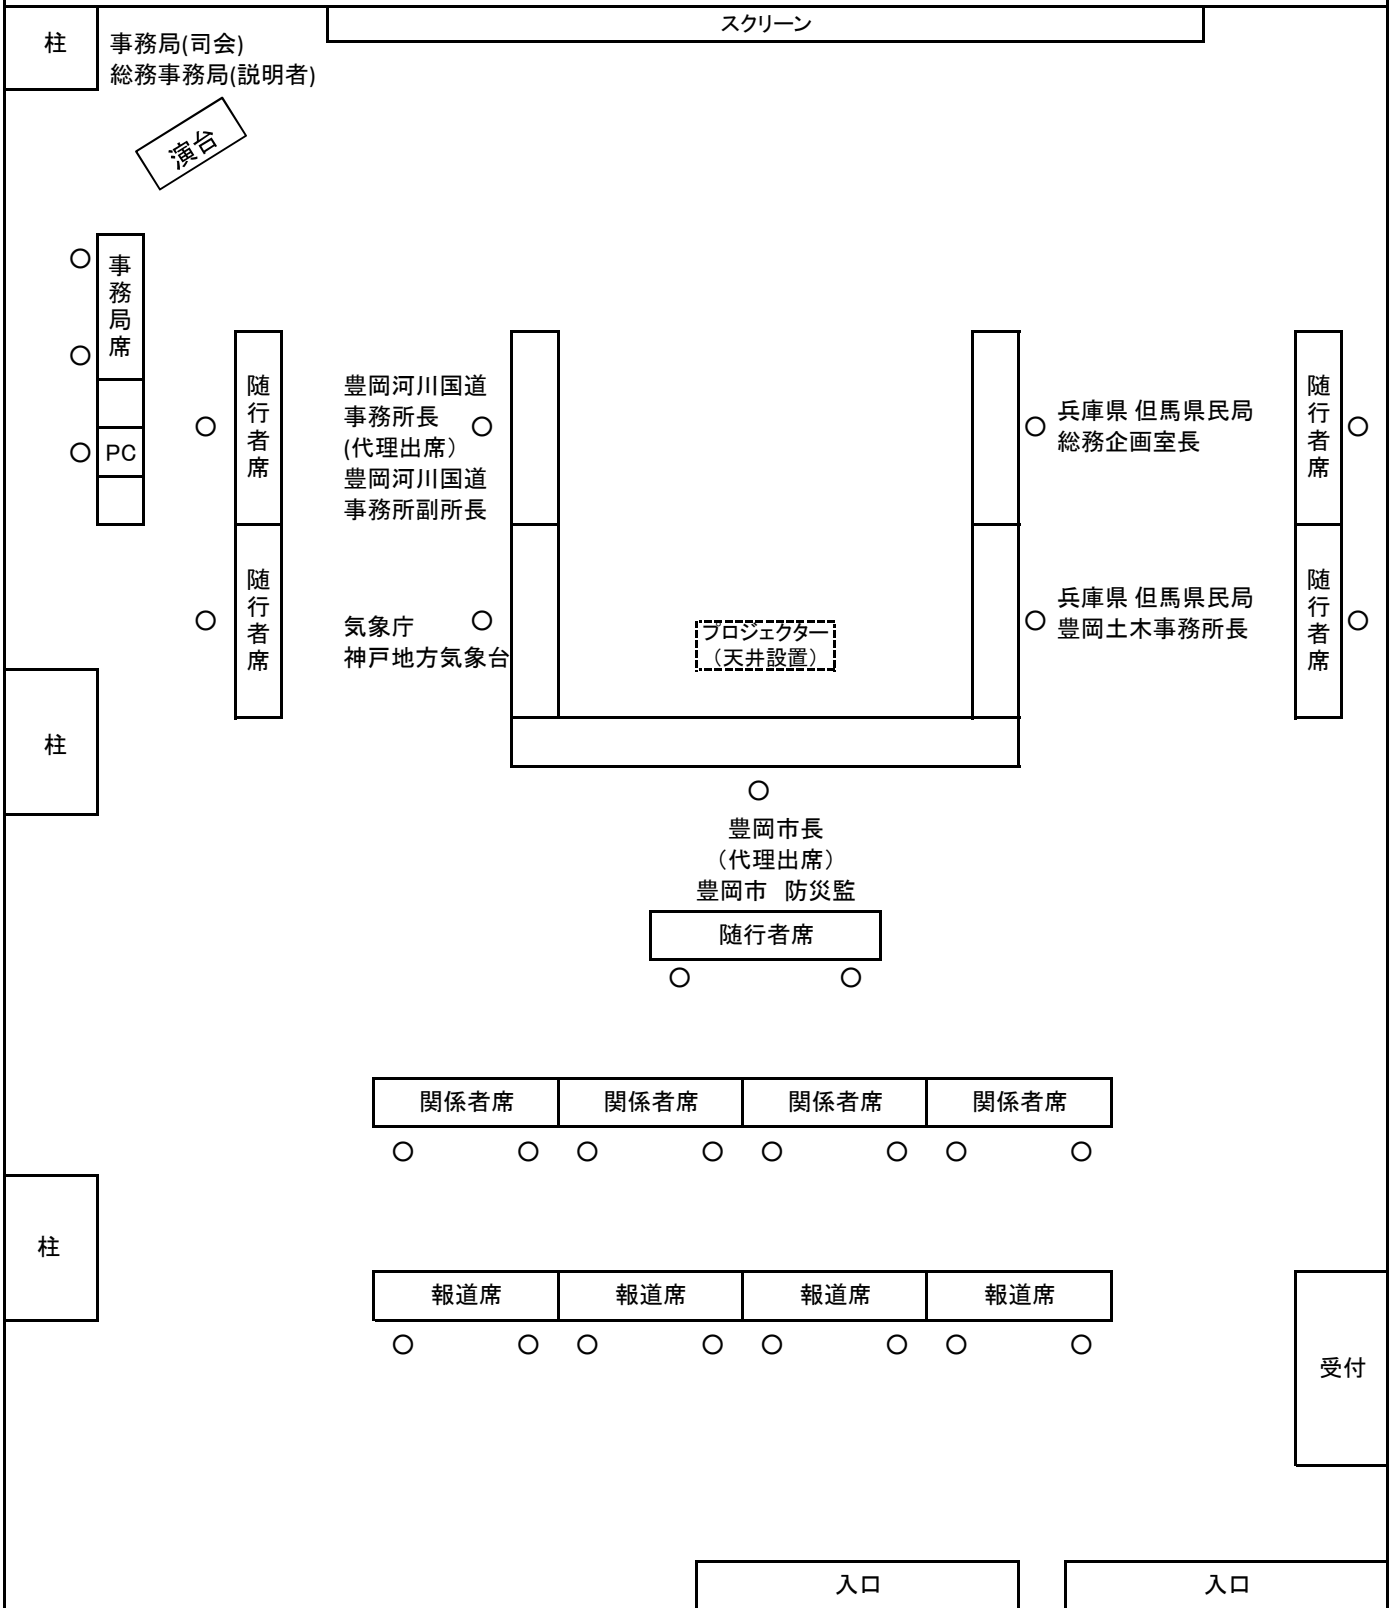 スクリーン
柱
事務局(司会)
総務事務局(説明者)
演台
事務局席
PC
随行者席
豊岡河川国道
事務所長
(代理出席)
豊岡河川国道
事務所副所長
兵庫県 但馬県民局
総務企画室長
随行者席
随行者席
気象庁
神戸地方気象台
プロジェクター
（天井設置）
兵庫県 但馬県民局
豊岡土木事務所長
随行者席
柱
豊岡市長
（代理出席）
豊岡市　防災監
随行者席
関係者席
関係者席
関係者席
関係者席
柱
報道席
報道席
報道席
報道席
受付
入口
入口